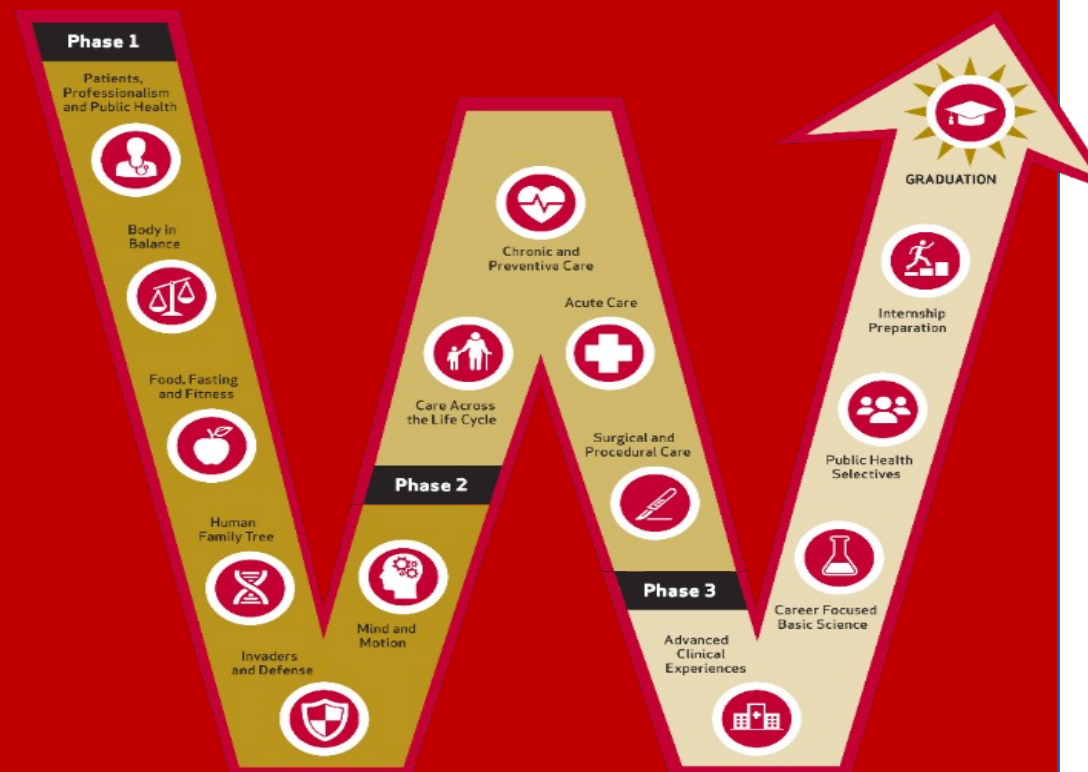 Phase 1
Patients,
Professionalism
and Public Health
Body in
Balance
Food, Fasting
and Fitness
Human
Family Tree
Invaders
and Defense
Mind and
Motion
Phase 2
Care Across
the Life Cycle
Chronic and
Preventive Care
Acute Care
Surgical and
Procedural Care
Phase 3
Advanced
Clinical
Experiences
Career Focused
Basic Science
Public Health
Selectives
Internship
Preparation
GRADUATION